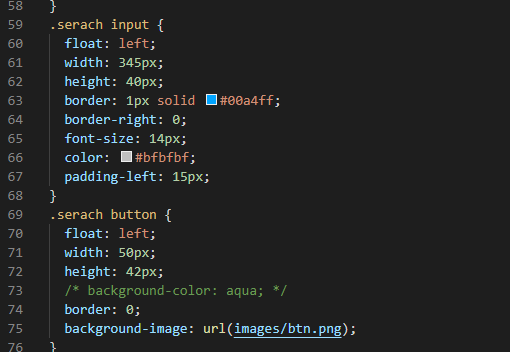 58 }
59 .serach input {
60 float: left;
61 width: 345px;
62 height: 40px;
63 border: 1px solid #00a4ff;
64 border-right: 0;
65 font-size: 14px;
66 color: #bfbfbf;
67 padding-left: 15px;
68 }
69 .serach button {
70 float: left;
71 width: 50px;
72 height: 42px;
73 /* background-color: aqua; */
74 border: 0;
75 background-image: url(images/btn.png);
76 }